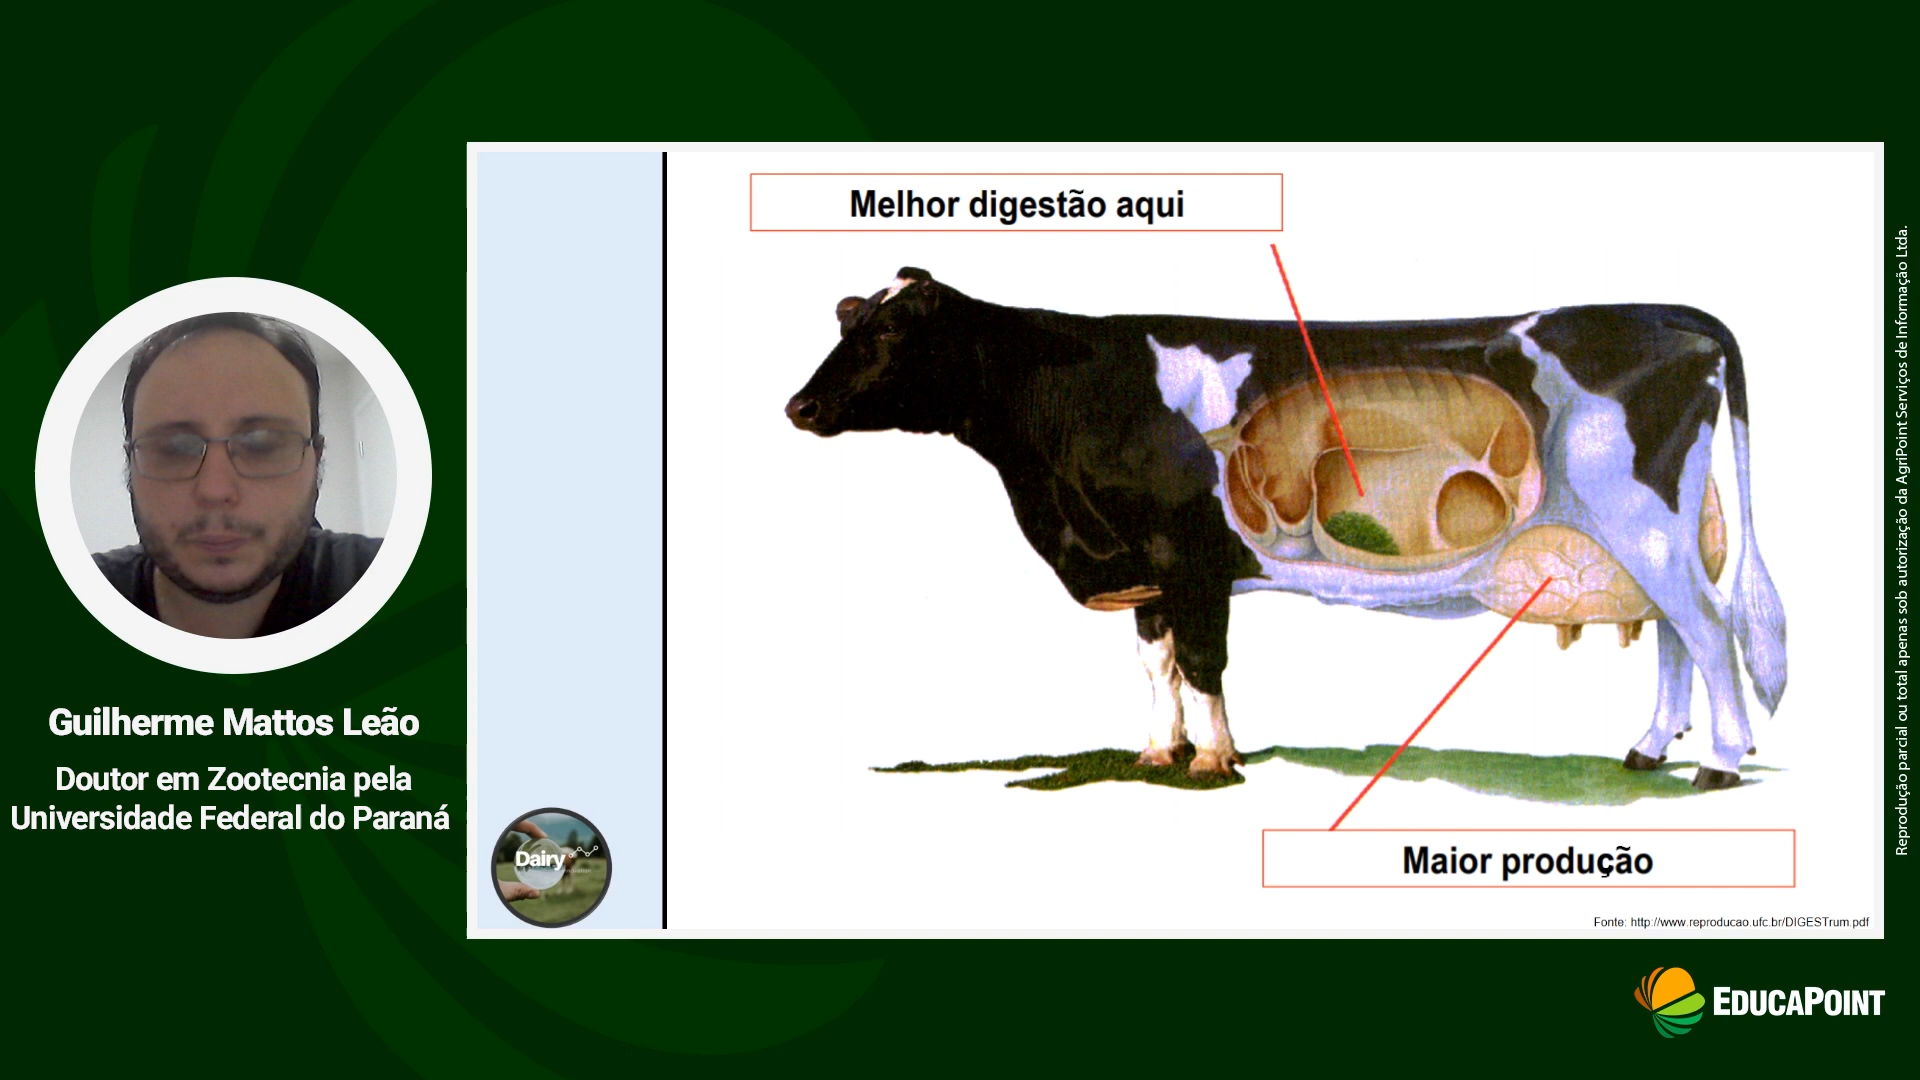 Melhor digestão aqui
Maior produção
Fonte: http://www.reproducao.ufc.br/DIGESTrum.pdf
Dairy
Guilherme Mattos Leão
Doutor em Zootecnia pela
Universidade Federal do Paraná
EDUCAPOINT
Reprodução parcial ou total apenas sob autorização da AgriPoint Serviços de Informação Ltda.